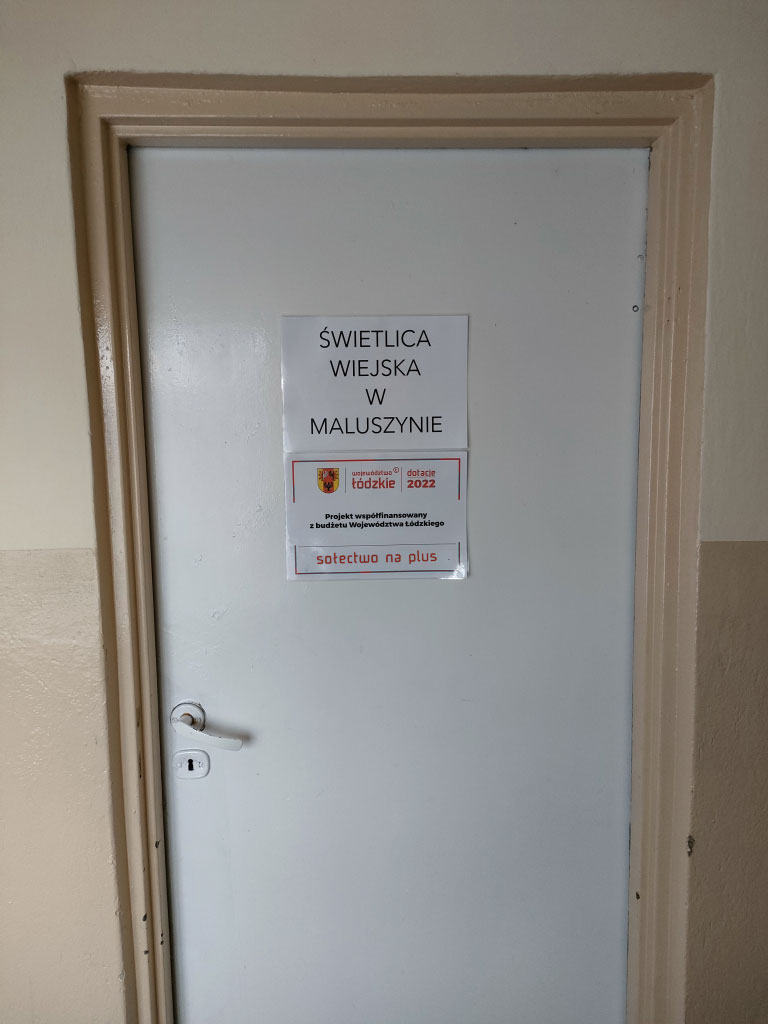 ŚWIETLICA
WIEJSKA
W
MALUSZYNIE
województwo
łódzkie
dotacje
2022
Projekt współfinansowany
z budżetu Województwa Łódzkiego
sołectwo na plus